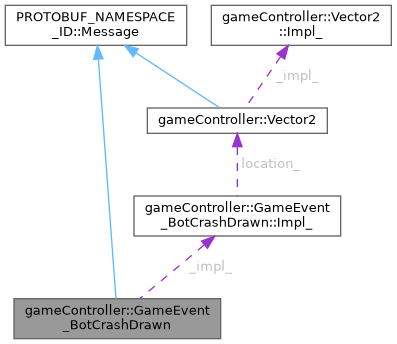 PROTOBUF_NAMESPACE
_ID::Message
gameController::Vector2
::Impl_
_impl_
gameController::Vector2
location_
gameController::GameEvent
_BotCrashDrawn::Impl_
_impl_
gameController::GameEvent
_BotCrashDrawn